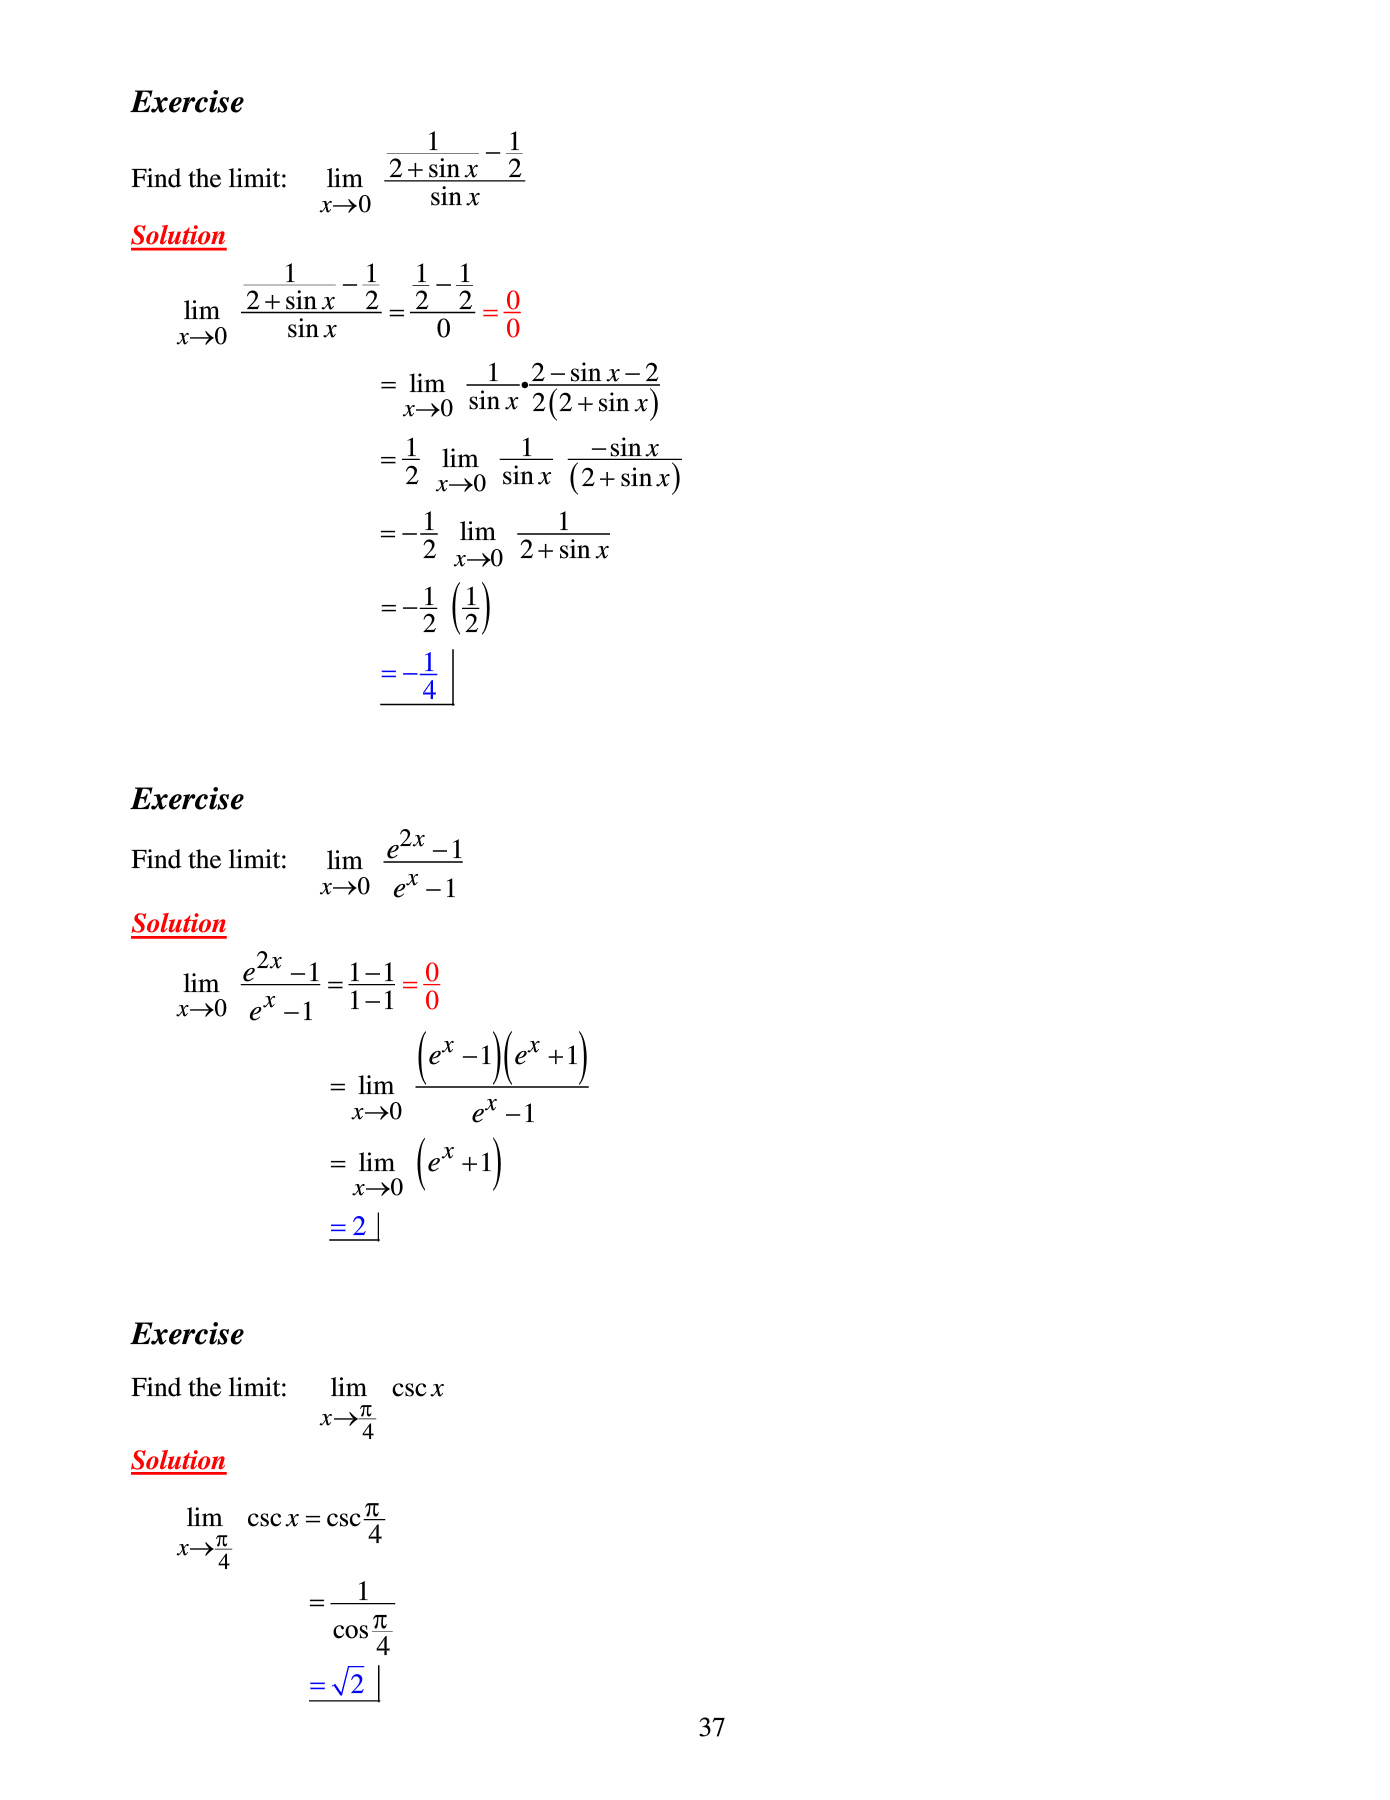 Exercise
Find the limit: $\lim_{x \to 0} \frac{\frac{1}{2+\sin x} - \frac{1}{2}}{\sin x}$
Solution
$\lim_{x \to 0} \frac{\frac{1}{2+\sin x} - \frac{1}{2}}{\sin x} = \frac{\frac{1}{2} - \frac{1}{2}}{0} = \frac{0}{0}$
$= \lim_{x \to 0} \frac{1}{\sin x} \bullet \frac{2 - \sin x - 2}{2(2 + \sin x)}$
$= \frac{1}{2} \lim_{x \to 0} \frac{1}{\sin x} \frac{-\sin x}{(2 + \sin x)}$
$= -\frac{1}{2} \lim_{x \to 0} \frac{1}{2 + \sin x}$
$= -\frac{1}{2} \left(\frac{1}{2}\right)$
$= -\frac{1}{4}$
Exercise
Find the limit: $\lim_{x \to 0} \frac{e^{2x} - 1}{e^x - 1}$
Solution
$\lim_{x \to 0} \frac{e^{2x} - 1}{e^x - 1} = \frac{1-1}{1-1} = \frac{0}{0}$
$= \lim_{x \to 0} \frac{(e^x - 1)(e^x + 1)}{e^x - 1}$
$= \lim_{x \to 0} (e^x + 1)$
$= 2$
Exercise
Find the limit: $\lim_{x \to \frac{\pi}{4}} \csc x$
Solution
$\lim_{x \to \frac{\pi}{4}} \csc x = \csc \frac{\pi}{4}$
$= \frac{1}{\cos \frac{\pi}{4}}$
$= \sqrt{2}$
37